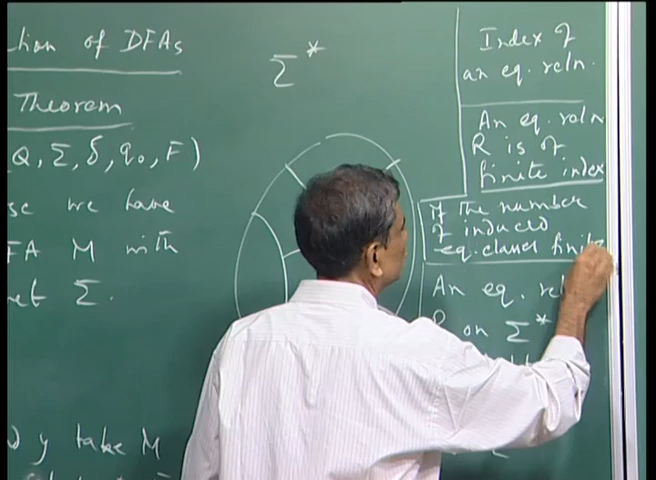 tion of DFAs
Theorem
Q, Σ, δ, q₀, F )
se we have
FA M with
et Σ.
y take M
Σ*
Index of
an eq. reln.
An eq. reln
R is of
finite index
if the number
of induced
eq. classes finite
An eq. re
R on Σ*